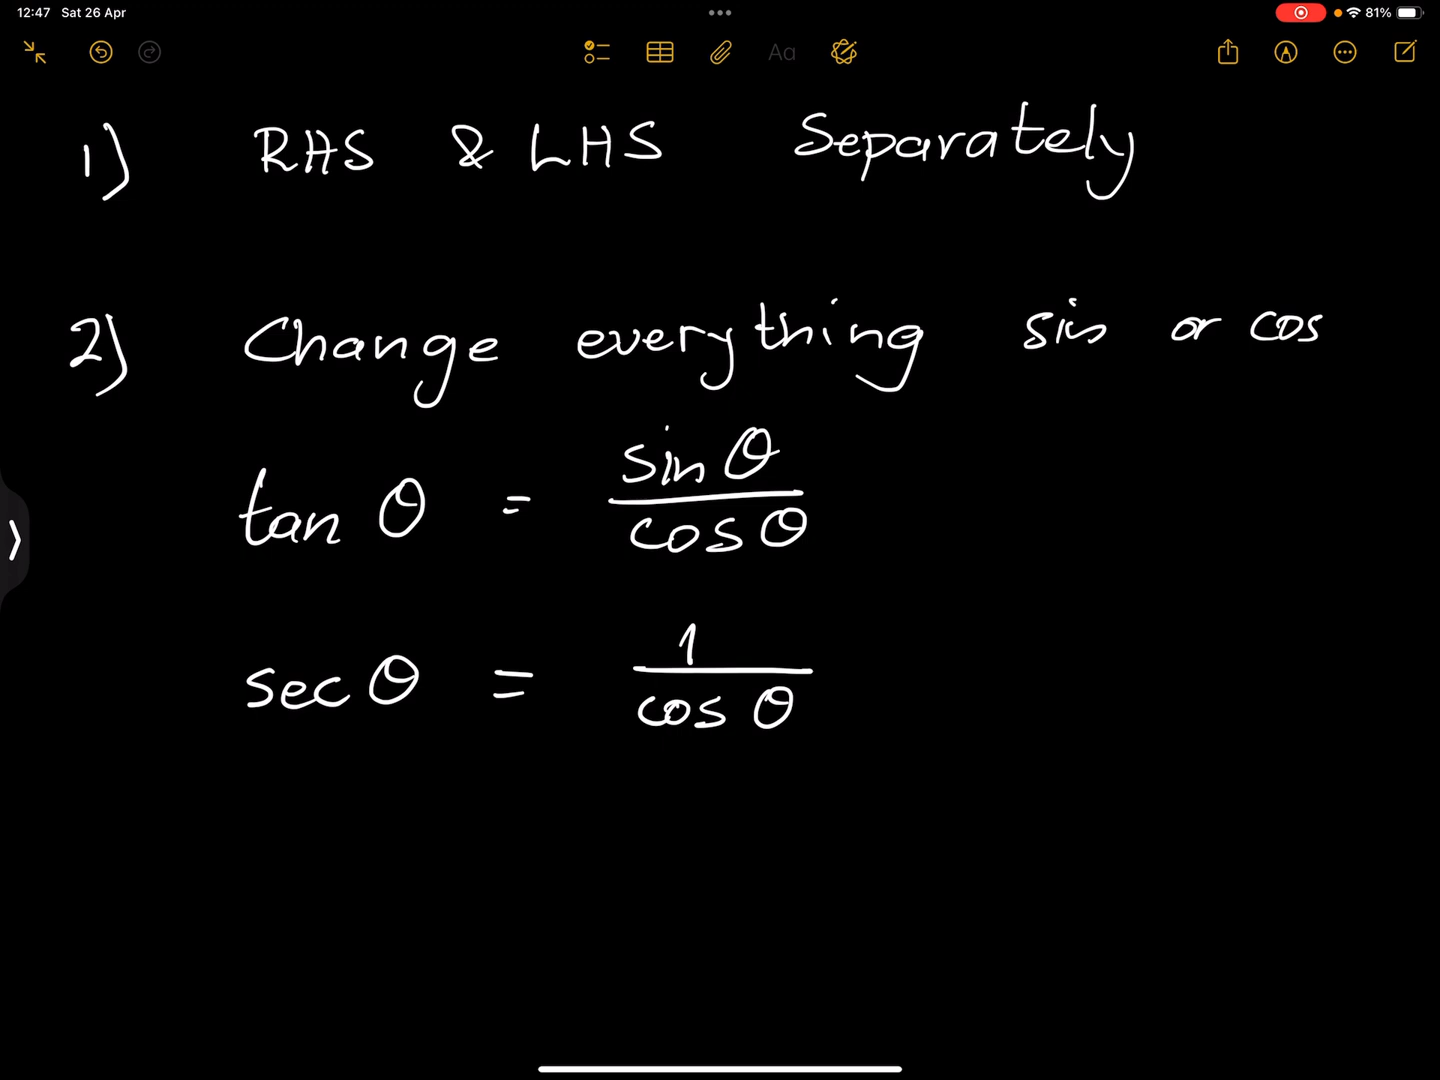 12:47 Sat 26 Apr 81%
Aa
1) RHS & LHS Separately
2) Change everything sin or cos
tan θ = sin θ / cos θ
sec θ = 1 / cos θ